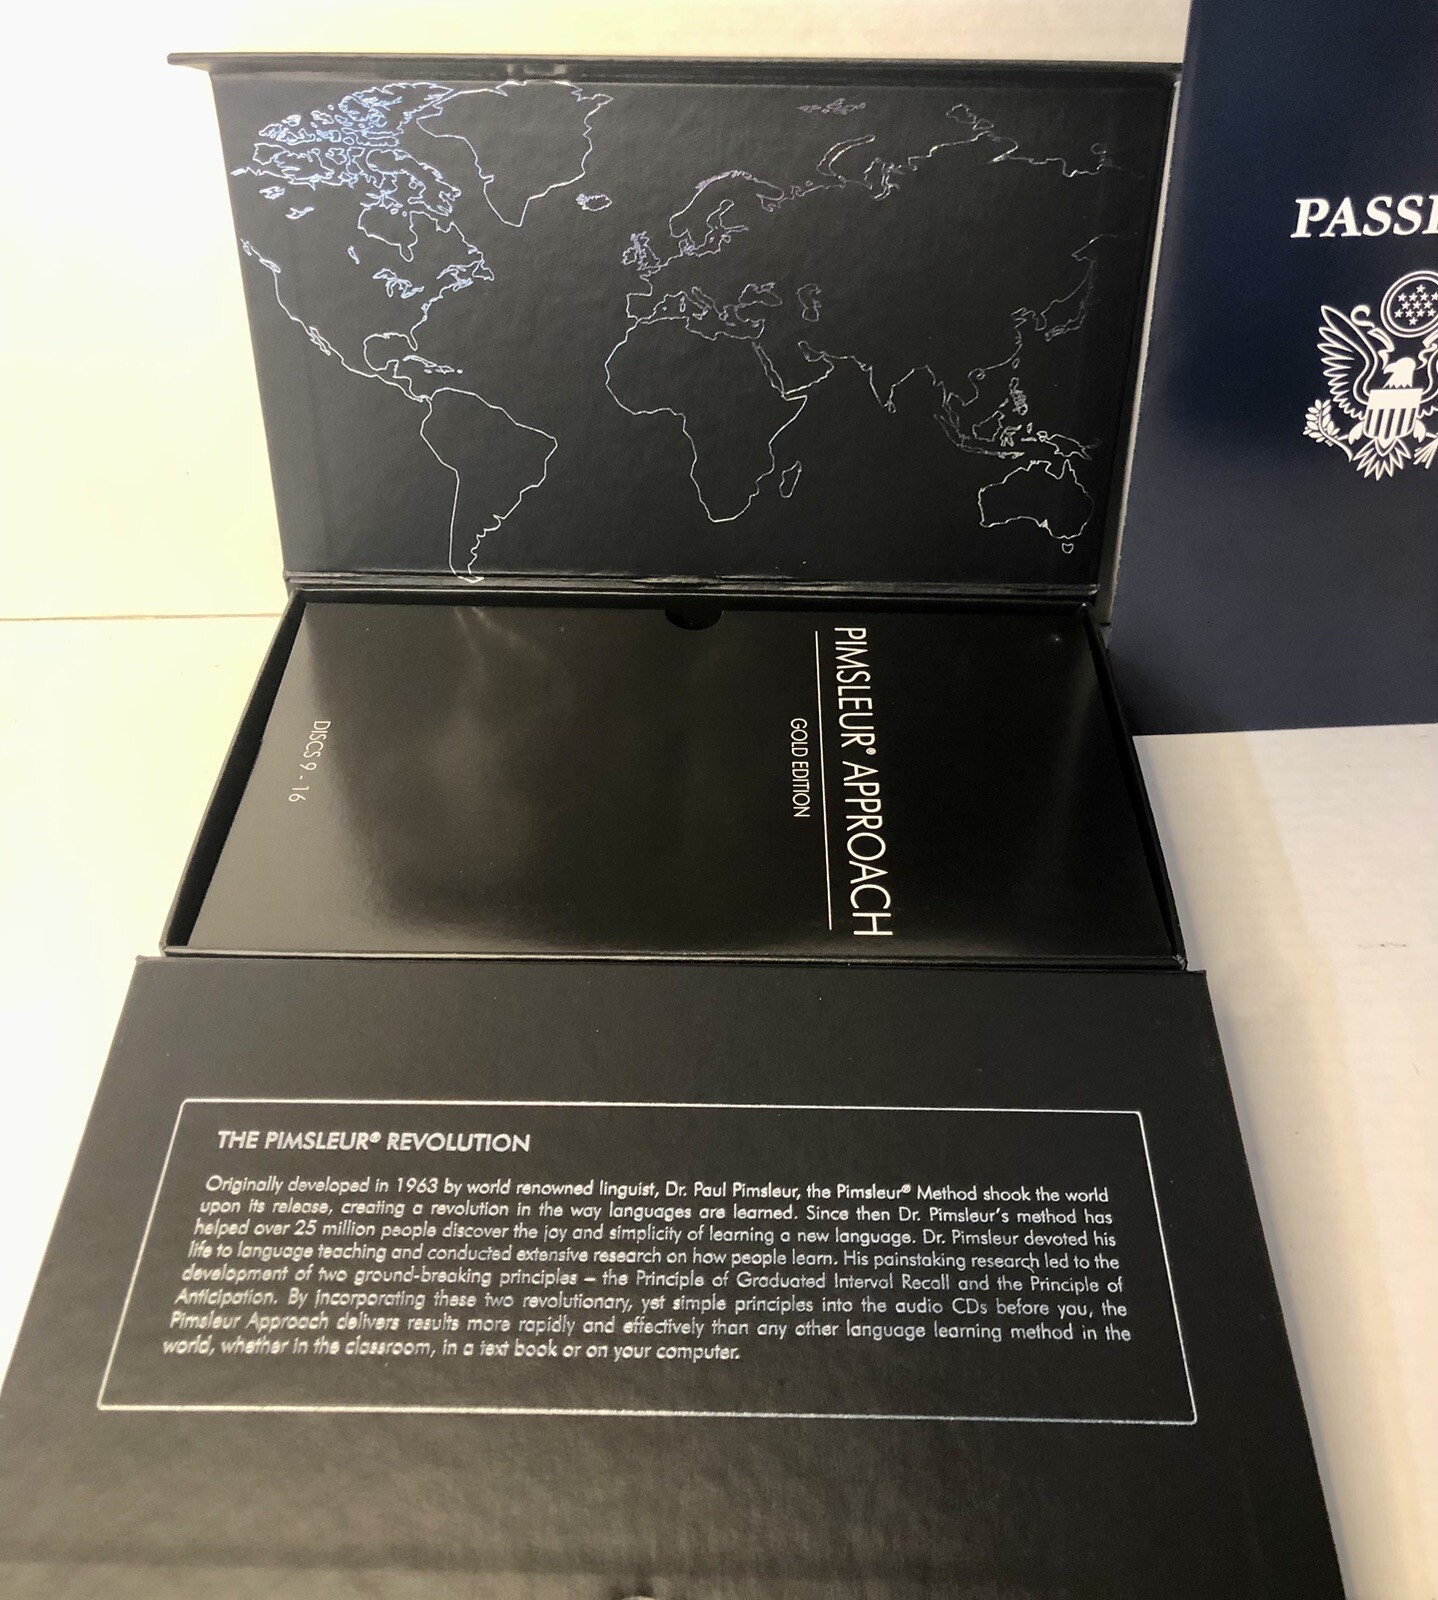 PASS
PIMSLEUR® APPROACH
GOLD EDITION
DISCS 9 - 16
THE PIMSLEUR® REVOLUTION
Originally developed in 1963 by world renowned linguist, Dr. Paul Pimsleur, the Pimsleur® Method shook the world
upon its release, creating a revolution in the way languages are learned. Since then Dr. Pimsleur's method has
helped over 25 million people discover the joy and simplicity of learning a new language. Dr. Pimsleur devoted his
life to language teaching and conducted extensive research on how people learn. His painstaking research led to the
development of two ground-breaking principles – the Principle of Graduated Interval Recall and the Principle of
Anticipation. By incorporating these two revolutionary, yet simple principles into the audio CDs before you, the
Pimsleur Approach delivers results more rapidly and effectively than any other language learning method in the
world, whether in the classroom, in a text book or on your computer.